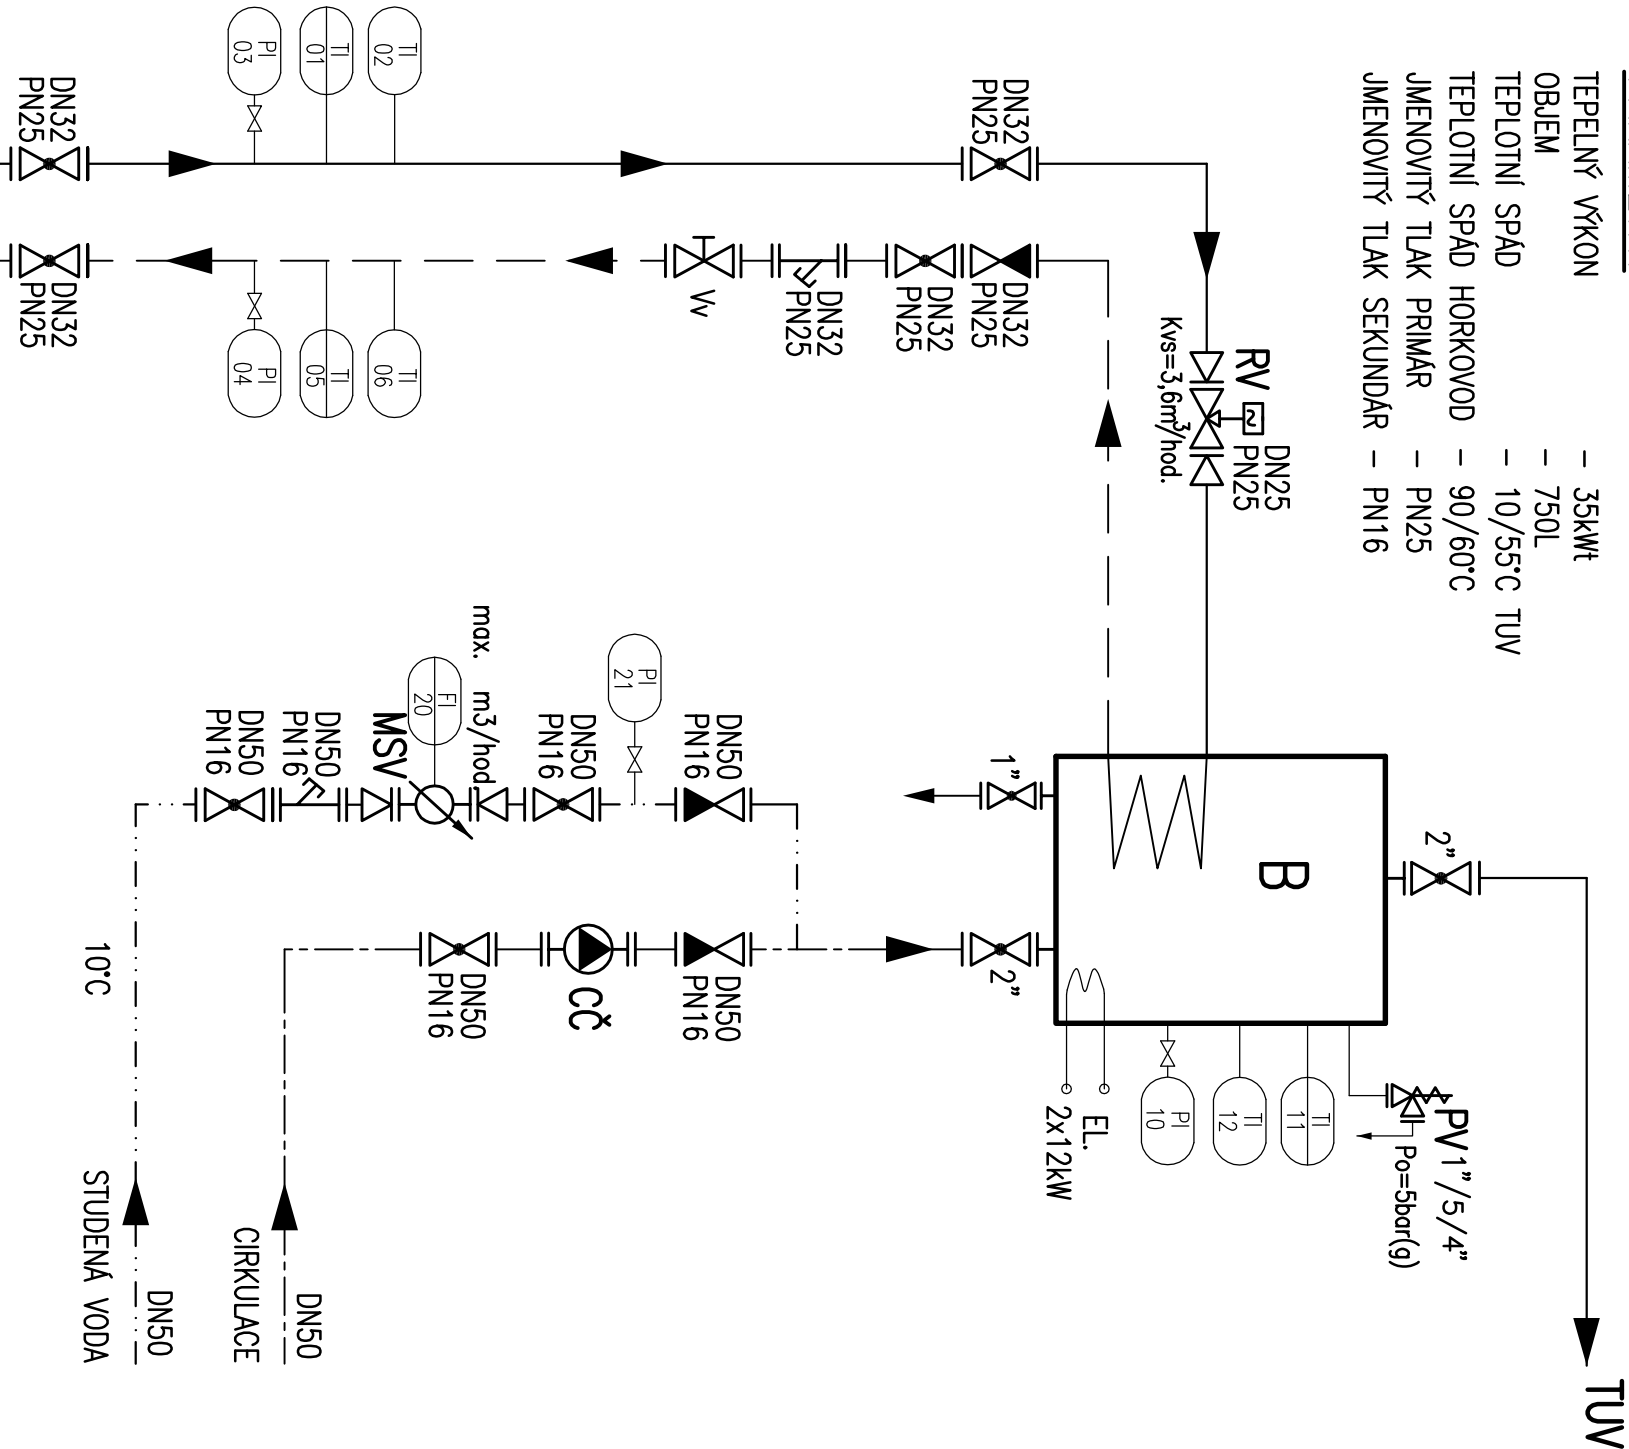 TEPELNÝ VÝKON - 35kWt
OBJEM - 750L
TEPLOTNÍ SPÁD - 10/55°C TUV
TEPLOTNÍ SPÁD HORKOVOD - 90/60°C
JMENOVITÝ TLAK PRIMÁR - PN25
JMENOVITÝ TLAK SEKUNDÁR - PN16
TUV
2"
PV1"/5/4"
Po=5bar(g)
RV
DN25
PN25
Kvs=3,6m³/hod.
B
TI
11
TI
12
PI
10
EL.
2x12kW
DN32
PN25
DN32
PN25
DN32
PN25
DN32
PN25
Vv
1"
2"
DN50
PN16
DN50
PN16
PI
21
DN50
PN16
CČ
max. m3/hod.
FI
20
MSV
DN50
PN16
DN50
PN16
DN50
PN16
TI
02
TI
01
PI
03
TI
06
TI
05
PI
04
DN32
PN25
DN32
PN25
DN50
CIRKULACE
DN50
10°C
STUDENÁ VODA